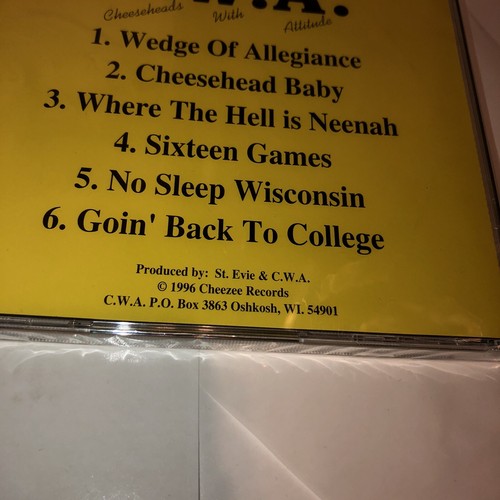 .W.A.
Cheeseheads With Attitude
1. Wedge Of Allegiance
2. Cheesehead Baby
3. Where The Hell is Neenah
4. Sixteen Games
5. No Sleep Wisconsin
6. Goin' Back To College
Produced by: St. Evie & C.W.A.
© 1996 Cheezee Records
C.W.A. P.O. Box 3863 Oshkosh, WI. 54901